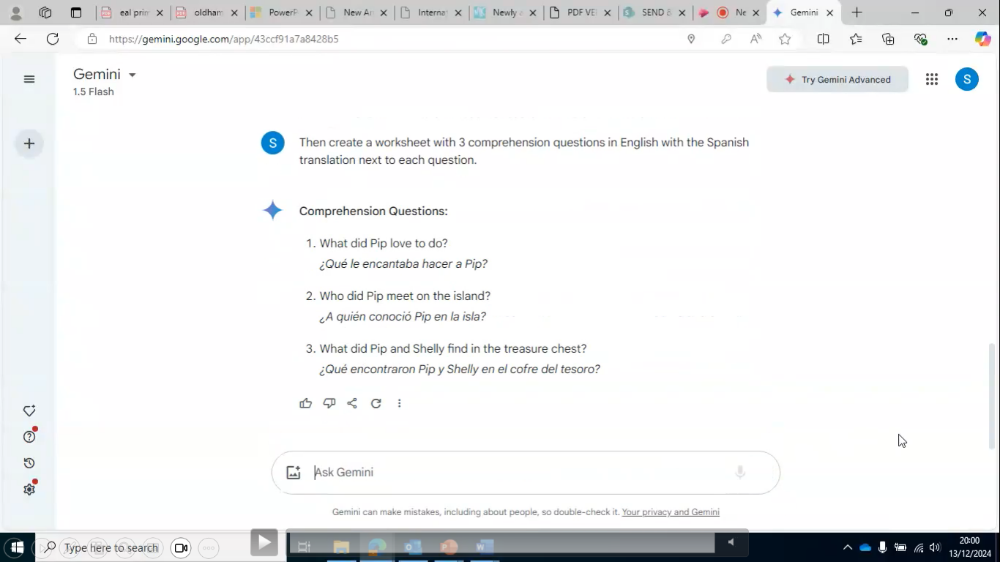 eal prim
oldham
PowerP
New An
Internat
Newly a
PDF VE
SEND &
Ne
Gemini
https://gemini.google.com/app/43ccf91a7a8428b5
Gemini
1.5 Flash
Try Gemini Advanced
S
S
Then create a worksheet with 3 comprehension questions in English with the Spanish
translation next to each question.
Comprehension Questions:
1. What did Pip love to do?
¿Qué le encantaba hacer a Pip?
2. Who did Pip meet on the island?
¿A quién conoció Pip en la isla?
3. What did Pip and Shelly find in the treasure chest?
¿Qué encontraron Pip y Shelly en el cofre del tesoro?
Ask Gemini
Gemini can make mistakes, including about people, so double-check it. Your privacy and Gemini
Type here to search
20:00
13/12/2024